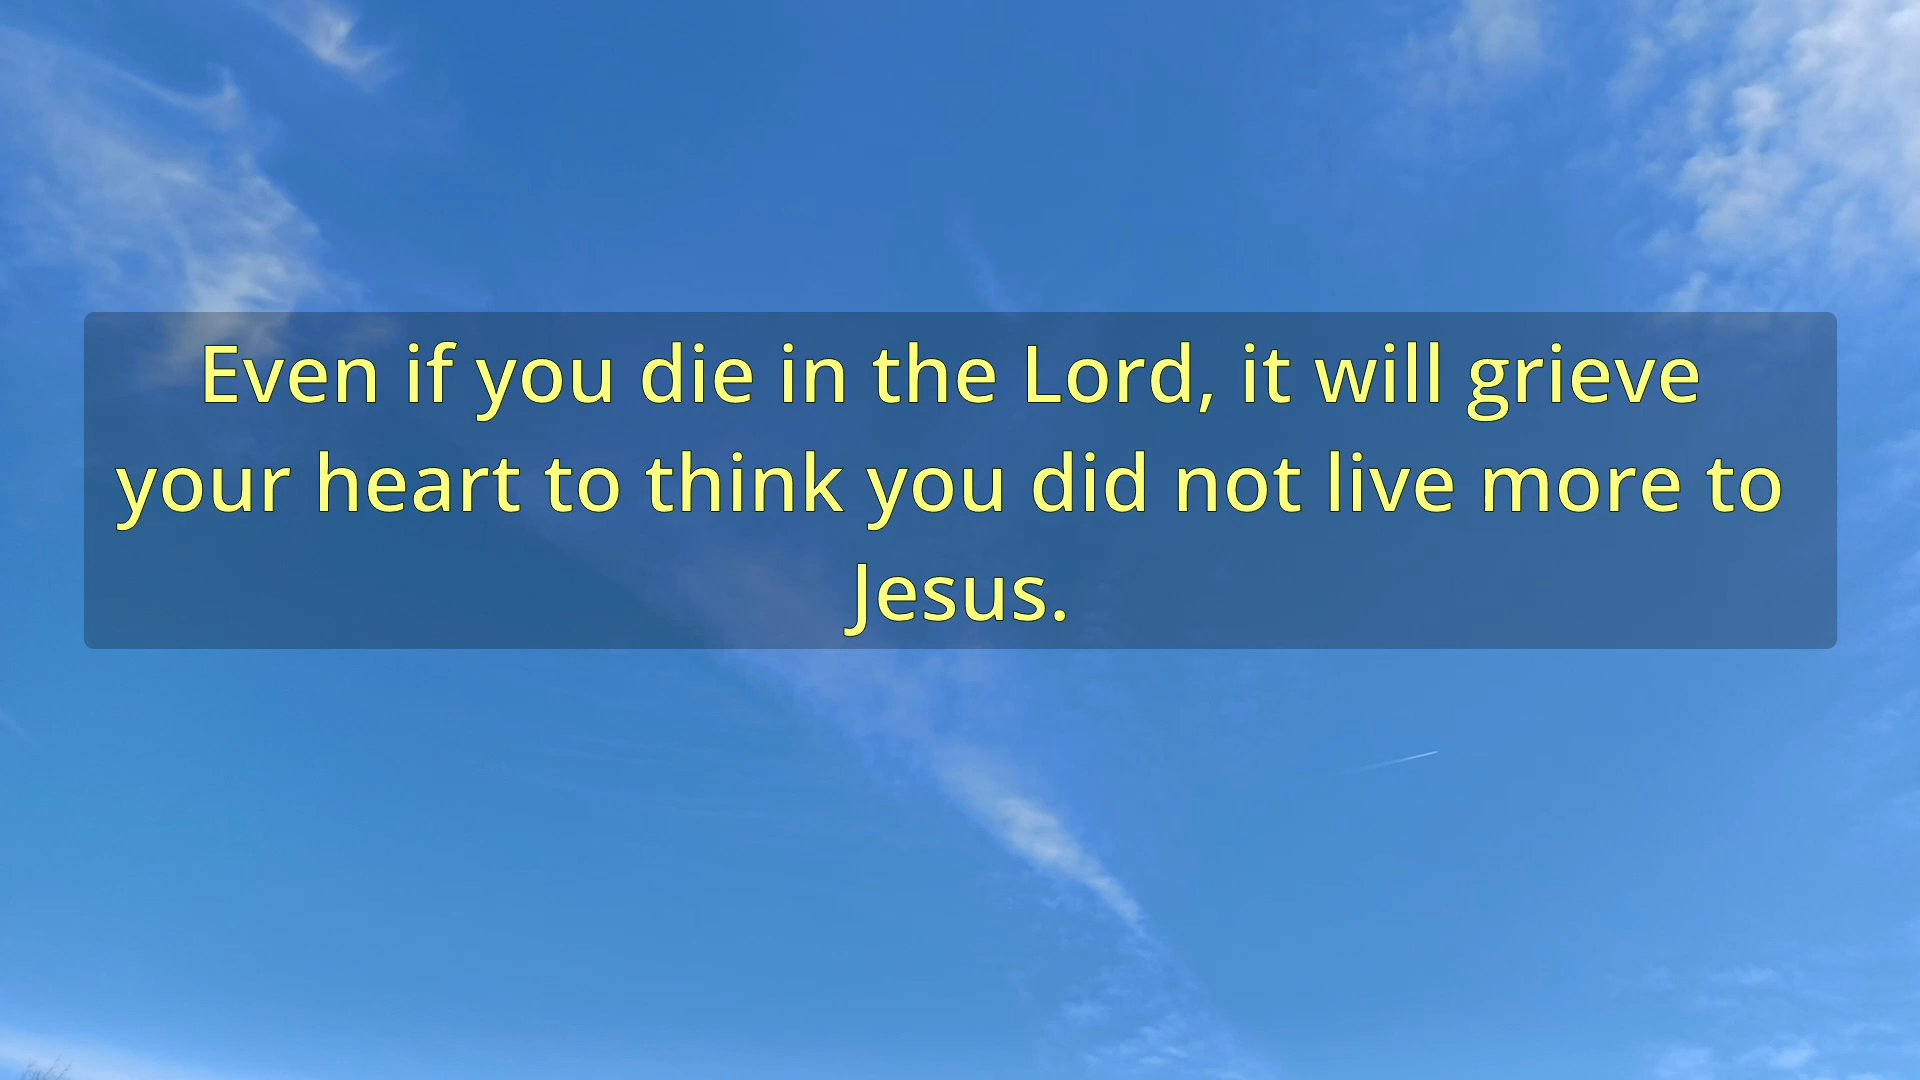 Even if you die in the Lord, it will grieve
your heart to think you did not live more to
Jesus.